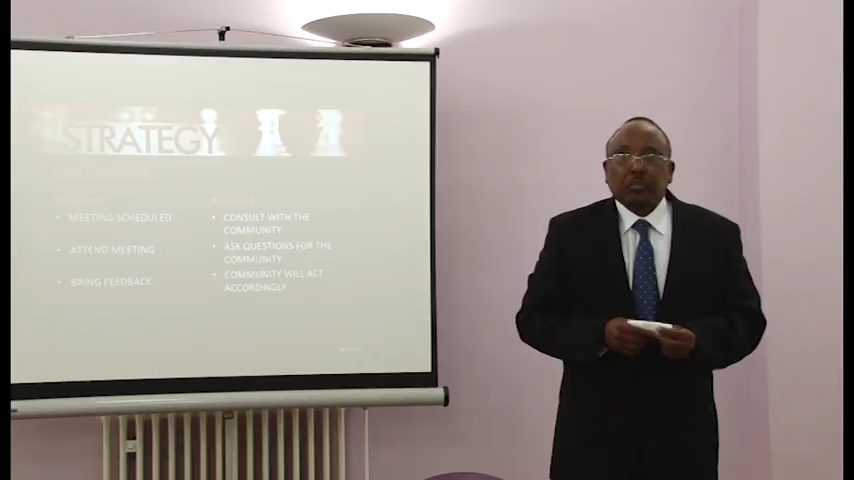 STRATEGY
• MEETING SCHEDULED
• ATTEND MEETING
• BRING FEEDBACK
• CONSULT WITH THE
COMMUNITY
• ASK QUESTIONS FOR THE
COMMUNITY
• COMMUNITY WILL ACT
ACCORDINGLY